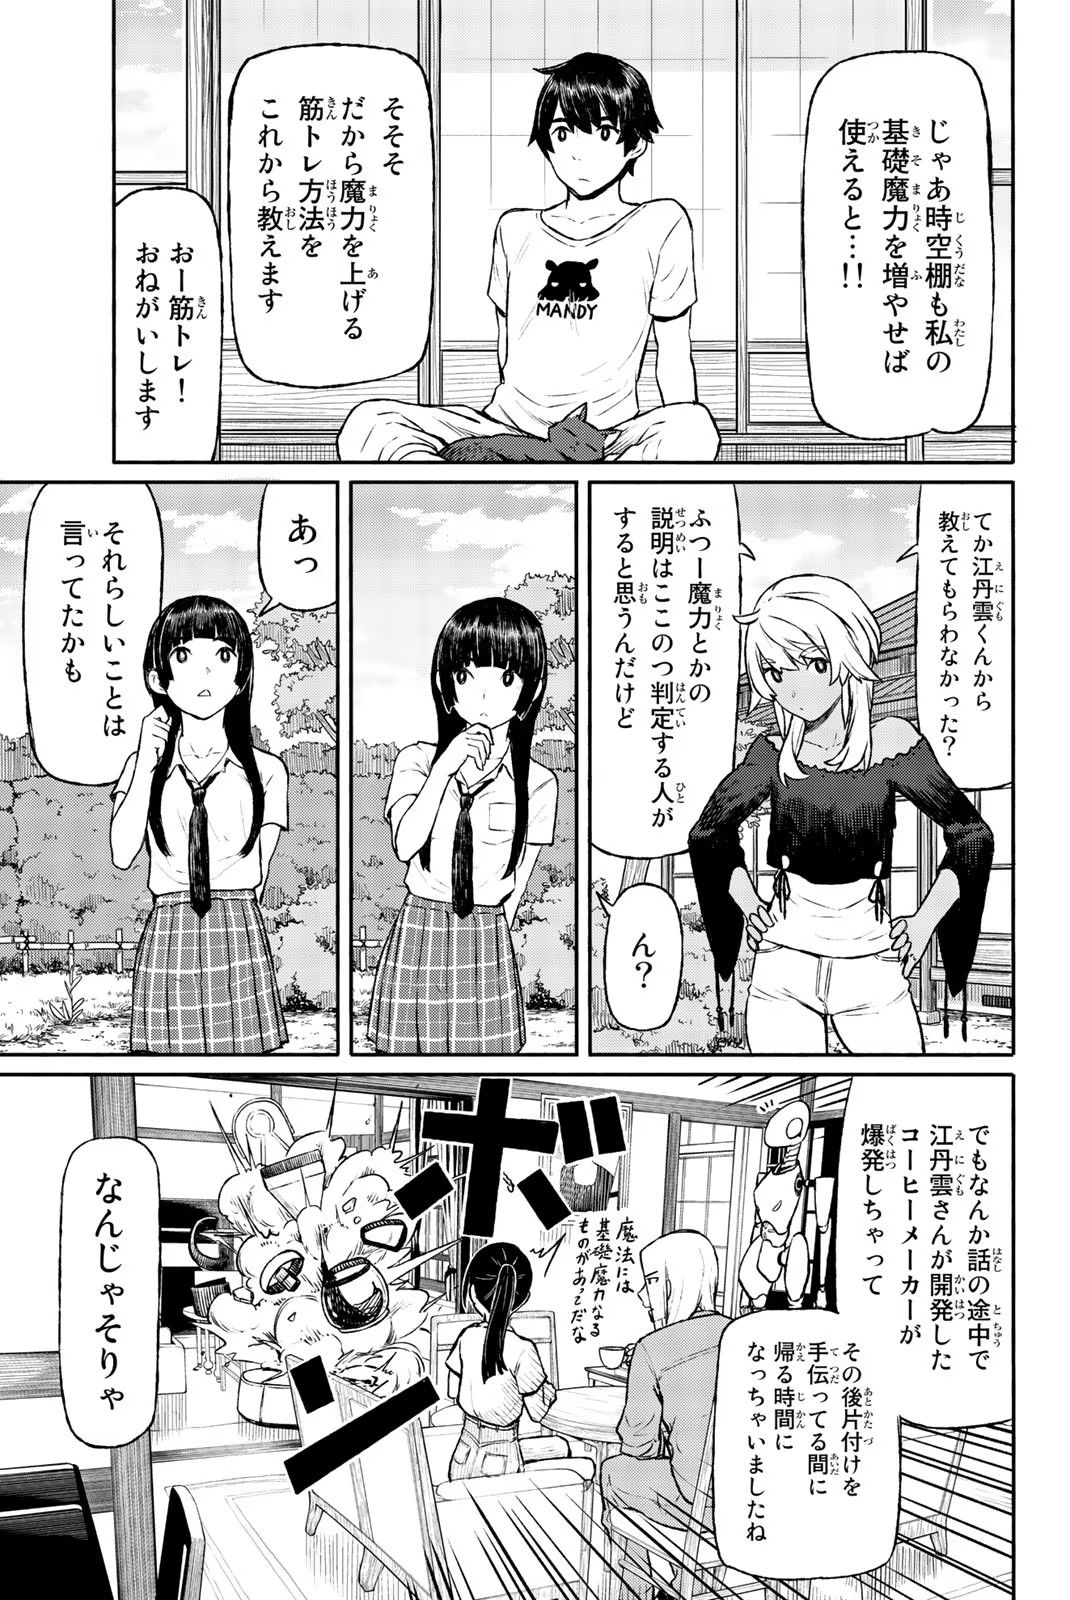 じゃあ時空棚も私の
基礎魔力を増やせば
使えると…!!
そそそ
だから魔力を上げる
筋トレ方法を
これから教えます
おー筋トレ!
おねがいします
MANDY
てか江丹雲くんから
教えてもらわなかった?
ふつー魔力とかの
説明はここのつ判定する人が
すると思うんだけど
ん?
あっ
それらしいことは
言ってたかも
でもなんか話の途中で
江丹雲さんが開発した
コーヒーメーカーが
爆発しちゃって
その後片付けを
手伝ってる間に
帰る時間に
なっちゃいましたね
魔法には
基礎魔力なる
ものがあってだな
ボンッ
なんじゃそりゃ